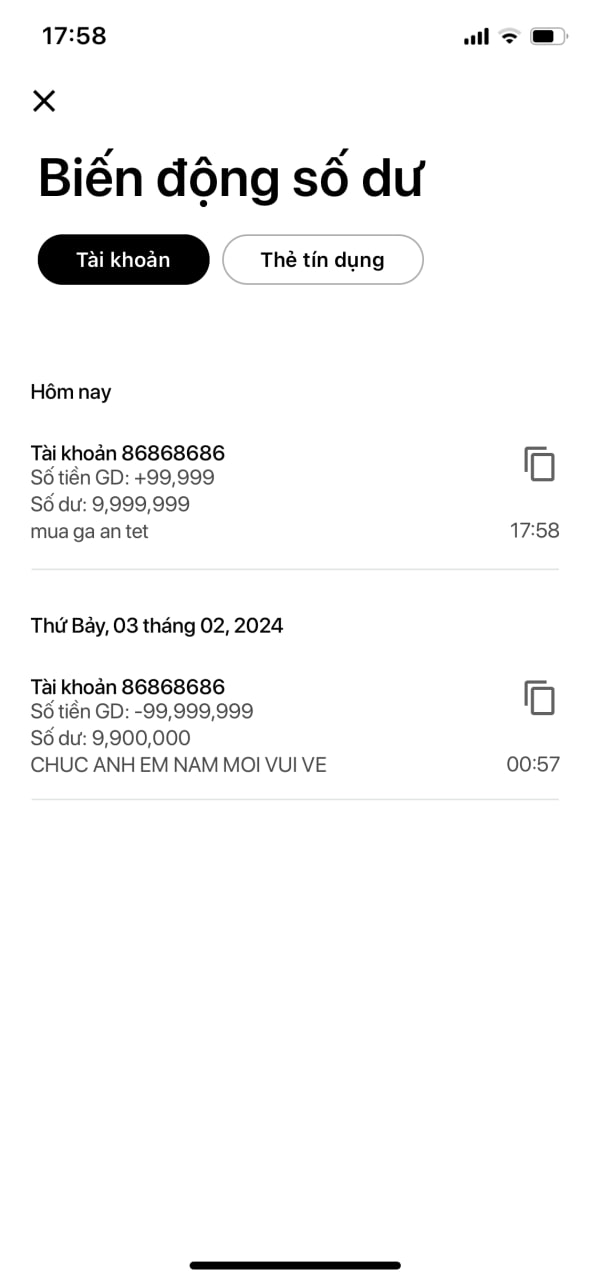 17:58
Biến động số dư
Tài khoản Thẻ tín dụng
Hôm nay
Tài khoản 86868686
Số tiền GD: +99,999
Số dư: 9,999,999
mua ga an tet 17:58
Thứ Bảy, 03 tháng 02, 2024
Tài khoản 86868686
Số tiền GD: -99,999,999
Số dư: 9,900,000
CHUC ANH EM NAM MOI VUI VE 00:57